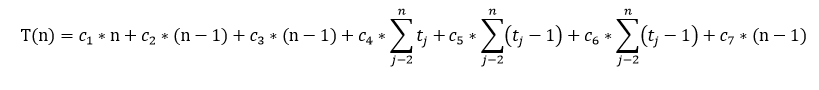 T(n) = c₁ * n + c₂ * (n − 1) + c₃ * (n − 1) + c₄ * ∑_{j−2}^{n} t_j + c₅ * ∑_{j−2}^{n} (t_j − 1) + c₆ * ∑_{j−2}^{n} (t_j − 1) + c₇ * (n − 1)